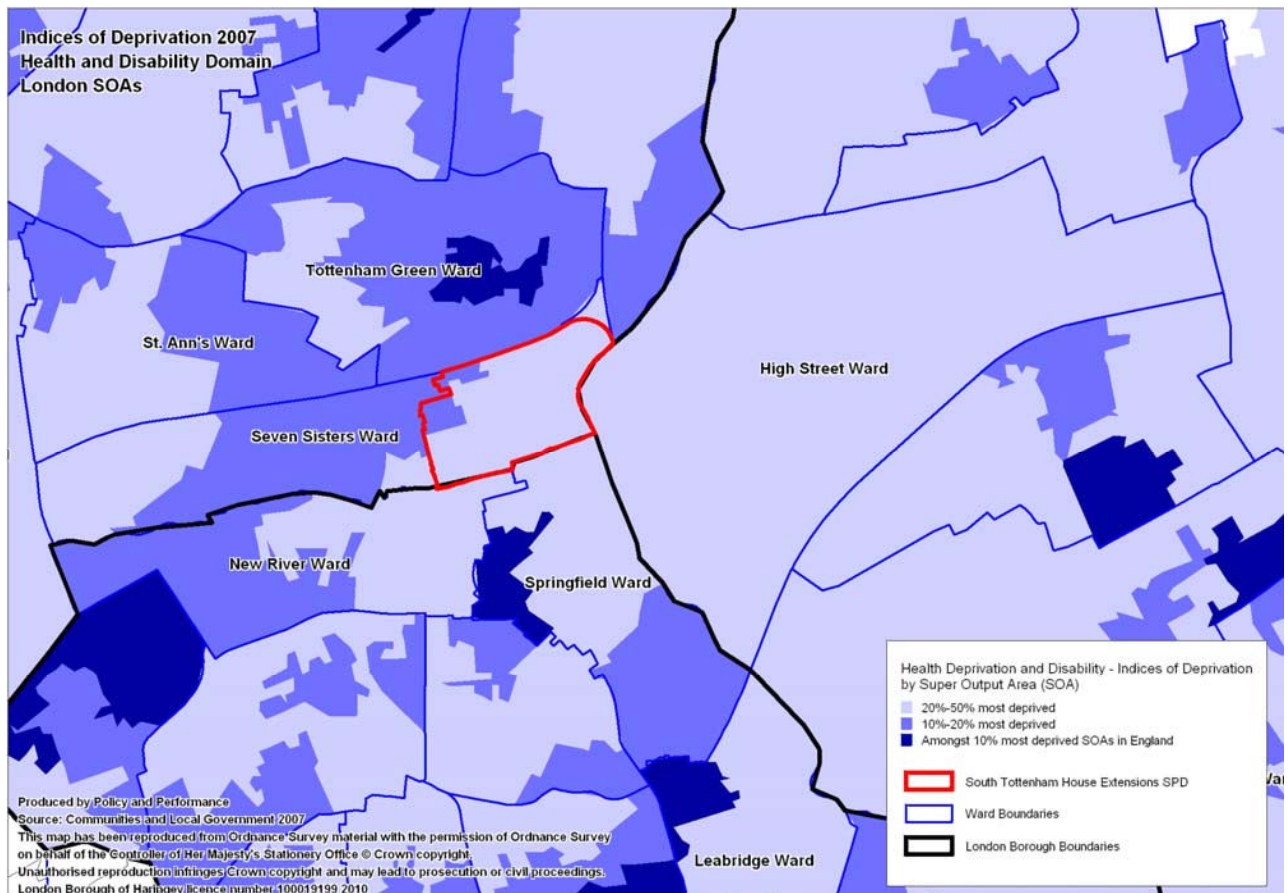 Indices of Deprivation 2007
Health and Disability Domain
London SOAs
Tottenham Green Ward
St. Ann's Ward
High Street Ward
Seven Sisters Ward
New River Ward
Springfield Ward
Leabridge Ward
Health Deprivation and Disability - Indices of Deprivation
by Super Output Area (SOA)
20%-50% most deprived
10%-20% most deprived
Amongst 10% most deprived SOAs in England
South Tottenham House Extensions SPD
Ward Boundaries
London Borough Boundaries
Produced by Policy and Performance
Source: Communities and Local Government 2007
This map has been reproduced from Ordnance Survey material with the permission of Ordnance Survey
on behalf of the Controller of Her Majesty's Stationery Office © Crown copyright.
Unauthorised reproduction infringes Crown copyright and may lead to prosecution or civil proceedings.
London Borough of Haringey licence number 100019199 2010